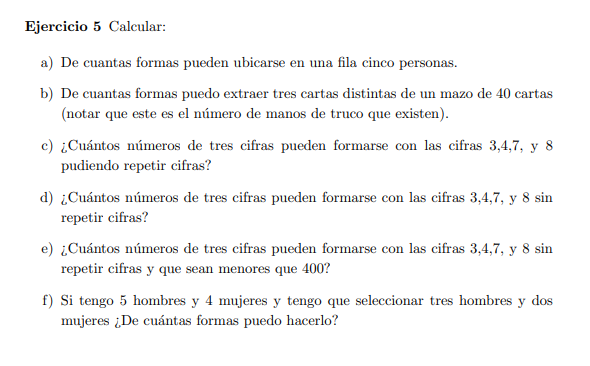 Ejercicio 5 Calcular:
a) De cuantas formas pueden ubicarse en una fila cinco personas.
b) De cuantas formas puedo extraer tres cartas distintas de un mazo de 40 cartas
(notar que este es el número de manos de truco que existen).
c) ¿Cuántos números de tres cifras pueden formarse con las cifras 3,4,7, y 8
pudiendo repetir cifras?
d) ¿Cuántos números de tres cifras pueden formarse con las cifras 3,4,7, y 8 sin
repetir cifras?
e) ¿Cuántos números de tres cifras pueden formarse con las cifras 3,4,7, y 8 sin
repetir cifras y que sean menores que 400?
f) Si tengo 5 hombres y 4 mujeres y tengo que seleccionar tres hombres y dos
mujeres ¿De cuántas formas puedo hacerlo?